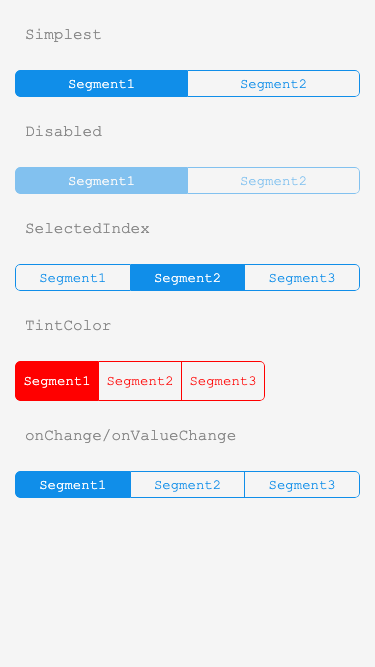 Simplest
Segment1 Segment2
Disabled
Segment1 Segment2
SelectedIndex
Segment1 Segment2 Segment3
TintColor
Segment1 Segment2 Segment3
onChange/onValueChange
Segment1 Segment2 Segment3